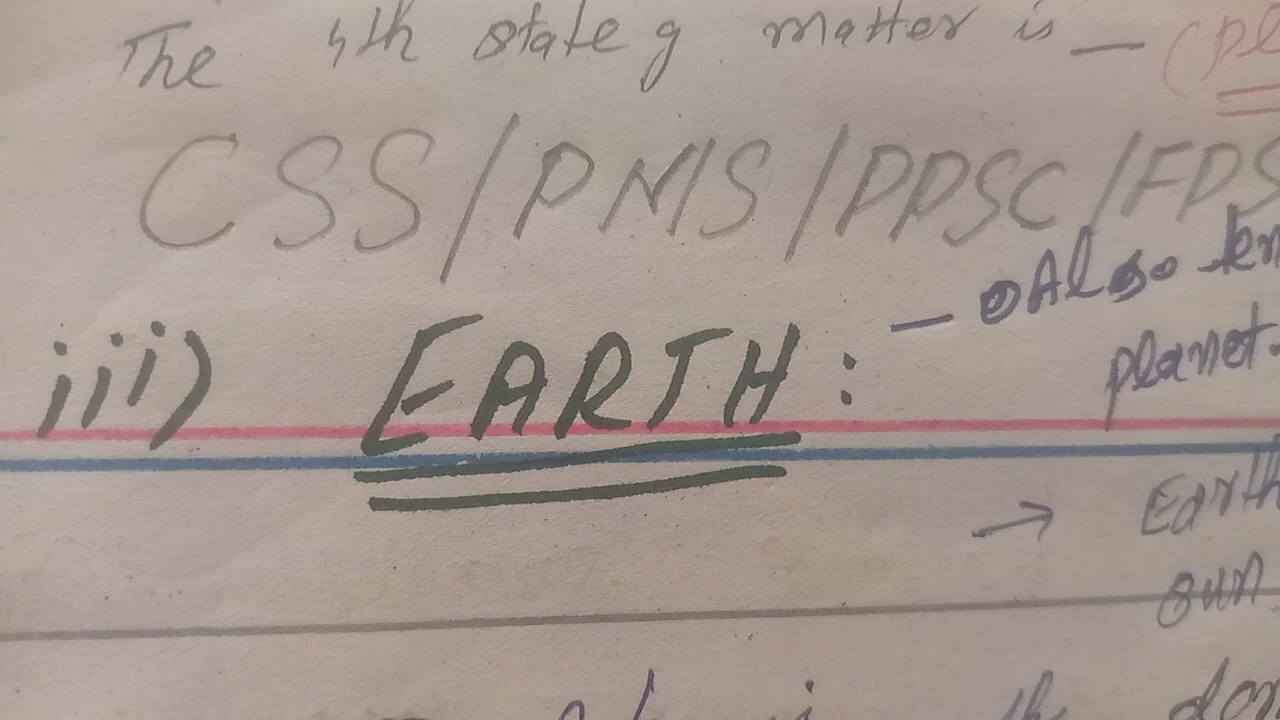 The 4th state of matter is — (pl
CSS/PMS/PPSC/FPS
— Also kn
planet.
iii) EARTH:
→ Earth
sun